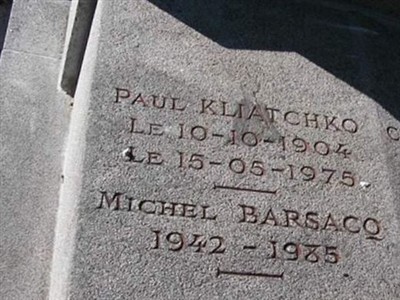 PAUL KLIATCHKO
LE 10-10-1904
LE 15-05-1975
MICHEL BARSACQ
1942 - 1985